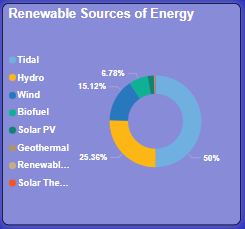 Renewable Sources of Energy
Tidal
Hydro
Wind
Biofuel
Solar PV
Geothermal
Renewabl...
Solar The...
6.78%
15.12%
25.36%
50%